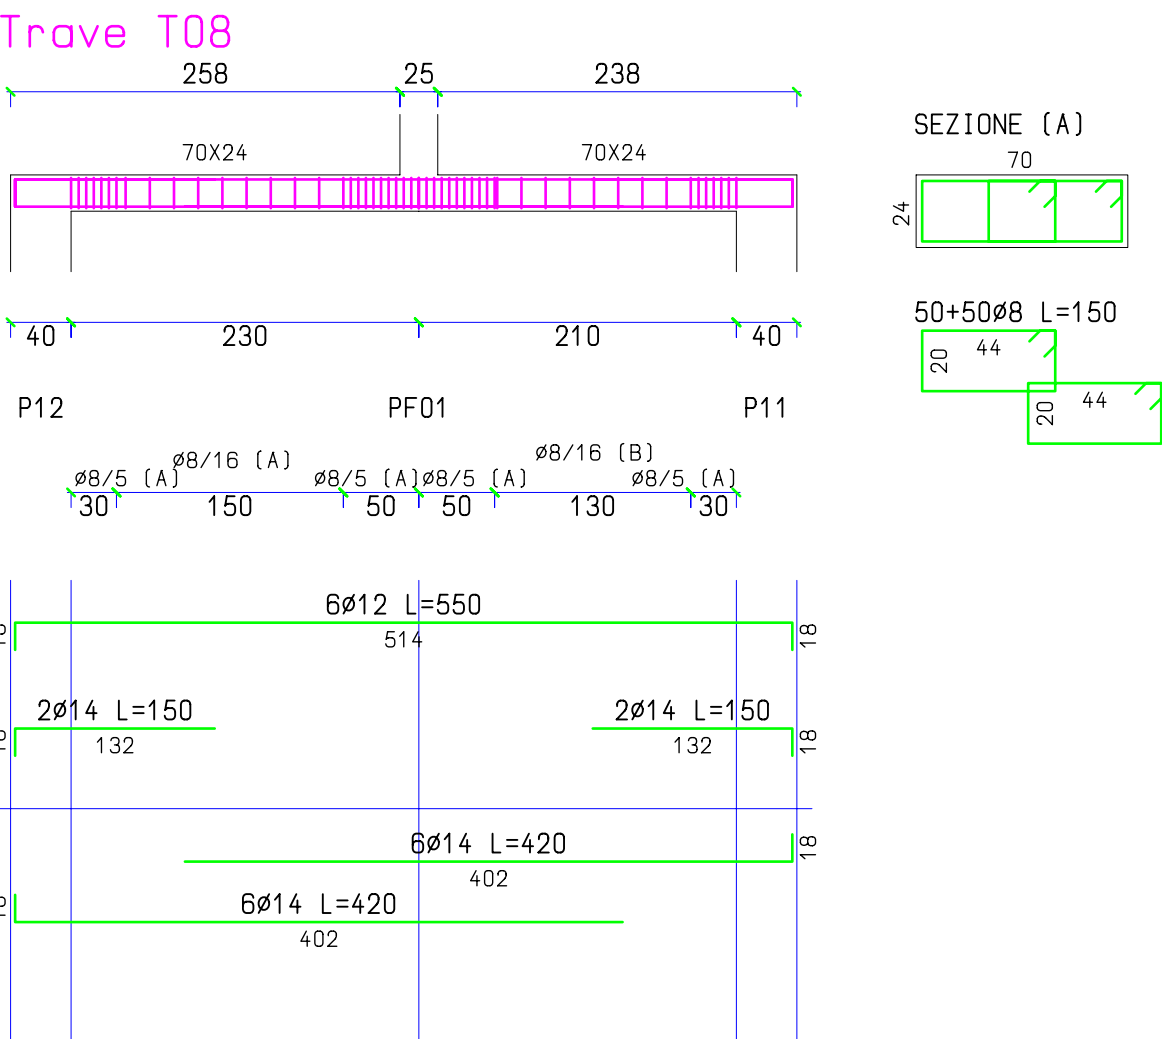 Trave T08
258 25 238
70X24 70X24
40 230 210 40
P12 PF01 P11
ø8/16 (A) ø8/16 (B)
ø8/5 (A) ø8/5 (A) ø8/5 (A) ø8/5 (A)
30 150 50 50 130 30
6ø12 L=550
514
18
2ø14 L=150 2ø14 L=150
132 132
18
6ø14 L=420
402
18
6ø14 L=420
402
SEZIONE (A)
70
24
50+50ø8 L=150
20 44
20 44